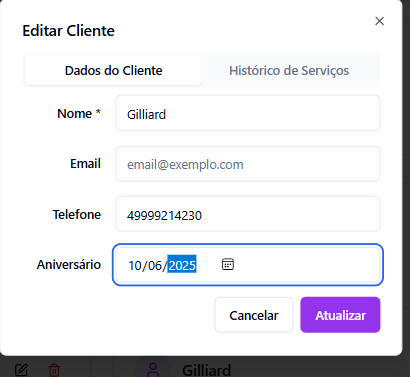 Editar Cliente
Dados do Cliente Histórico de Serviços
Nome * Gilliard
Email email@exemplo.com
Telefone 49999214230
Aniversário 10/06/2025
Cancelar Atualizar
Gilliard